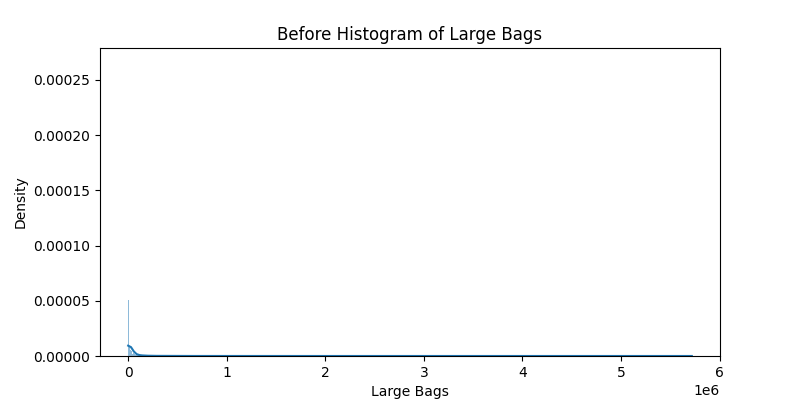 Before Histogram of Large Bags
0.00025
0.00020
0.00015
0.00010
0.00005
0.00000
Density
0 1 2 3 4 5 6
1e6
Large Bags